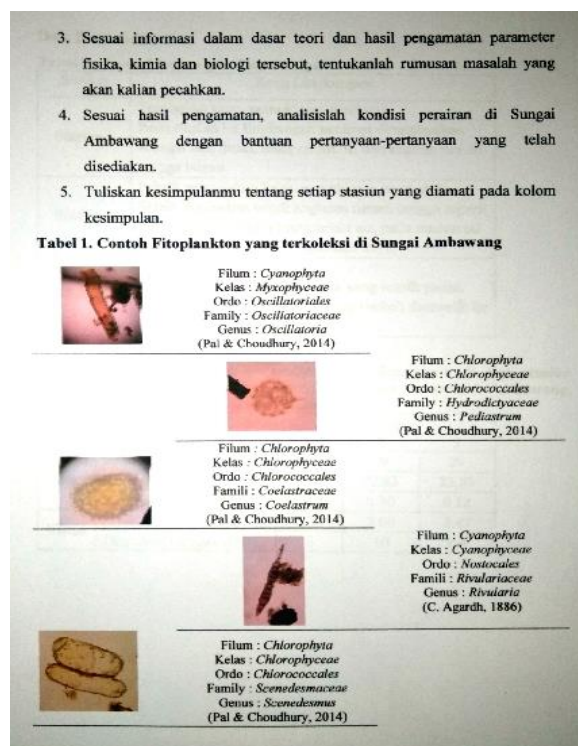 3. Sesuai informasi dalam dasar teori dan hasil pengamatan parameter
fisika, kimia dan biologi tersebut, tentukanlah rumusan masalah yang
akan kalian pecahkan.
4. Sesuai hasil pengamatan, analisislah kondisi perairan di Sungai
Ambawang dengan bantuan pertanyaan-pertanyaan yang telah
disediakan.
5. Tuliskan kesimpulanmu tentang setiap stasiun yang diamati pada kolom
kesimpulan.
Tabel 1. Contoh Fitoplankton yang terkoleksi di Sungai Ambawang
Filum : Cyanophyta
Kelas : Myxophyceae
Ordo : Oscillatoriales
Family : Oscillatoriaceae
Genus : Oscillatoria
(Pal & Choudhury, 2014)
Filum : Chlorophyta
Kelas : Chlorophyceae
Ordo : Chlorococcales
Family : Hydrodictyaceae
Genus : Pediastrum
(Pal & Choudhury, 2014)
Filum : Chlorophyta
Kelas : Chlorophyceae
Ordo : Chlorococcales
Famili : Coelastraceae
Genus : Coelastrum
(Pal & Choudhury, 2014)
Filum : Cyanophyta
Kelas : Cyanophyceae
Ordo : Nostocales
Famili : Rivulariaceae
Genus : Rivularia
(C. Agardh, 1886)
Filum : Chlorophyta
Kelas : Chlorophyceae
Ordo : Chlorococcales
Family : Scenedesmaceae
Genus : Scenedesmus
(Pal & Choudhury, 2014)